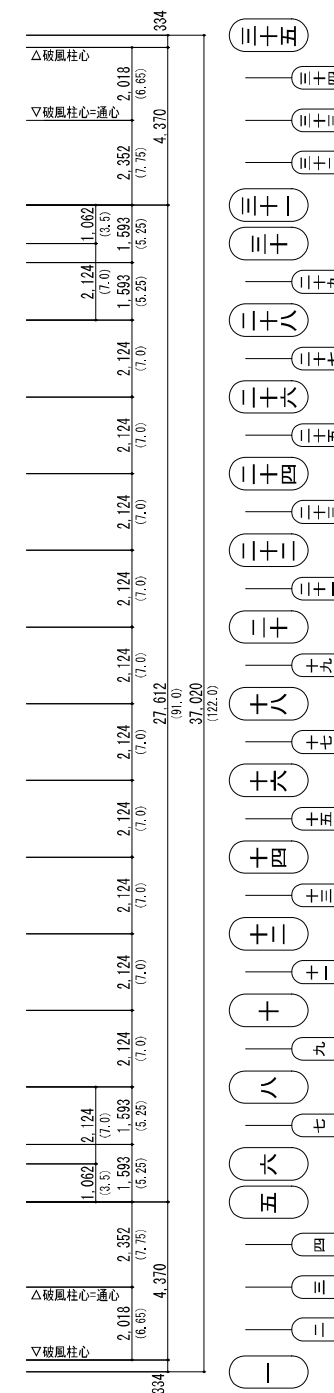 334
△破風柱心
2,018
(6.65)
▽破風柱心=通心
4,370
2,352
(7.75)
1,062
(3.5)
1,593
(5.25)
2,124
(7.0)
1,593
(5.25)
2,124
(7.0)
2,124
(7.0)
2,124
(7.0)
2,124
(7.0)
2,124
(7.0)
27,612
(91.0)
37,020
(122.0)
2,124
(7.0)
2,124
(7.0)
2,124
(7.0)
2,124
(7.0)
2,124
(7.0)
2,124
(7.0)
1,593
(5.25)
1,062
(3.5)
1,593
(5.25)
2,352
(7.75)
4,370
△破風柱心=通心
2,018
(6.65)
▽破風柱心
334
三十五
三十四
三十三
三十二
三十一
三十
二十九
二十八
二十七
二十六
二十五
二十四
二十三
二十二
二十一
二十
十九
十八
十七
十六
十五
十四
十三
十二
十一
十
九
八
七
六
五
四
三
二
一